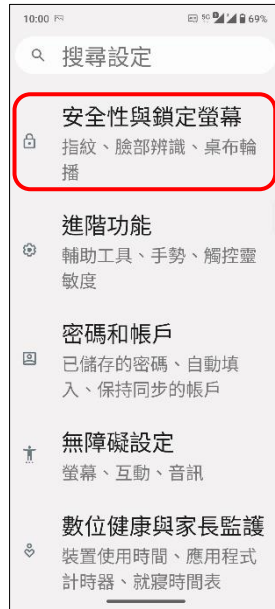 10:00
5G 69%
搜尋設定
安全性與鎖定螢幕
指紋、臉部辨識、桌布輪
播
進階功能
輔助工具、手勢、觸控靈
敏度
密碼和帳戶
已儲存的密碼、自動填
入、保持同步的帳戶
無障礙設定
螢幕、互動、音訊
數位健康與家長監護
裝置使用時間、應用程式
計時器、就寢時間表